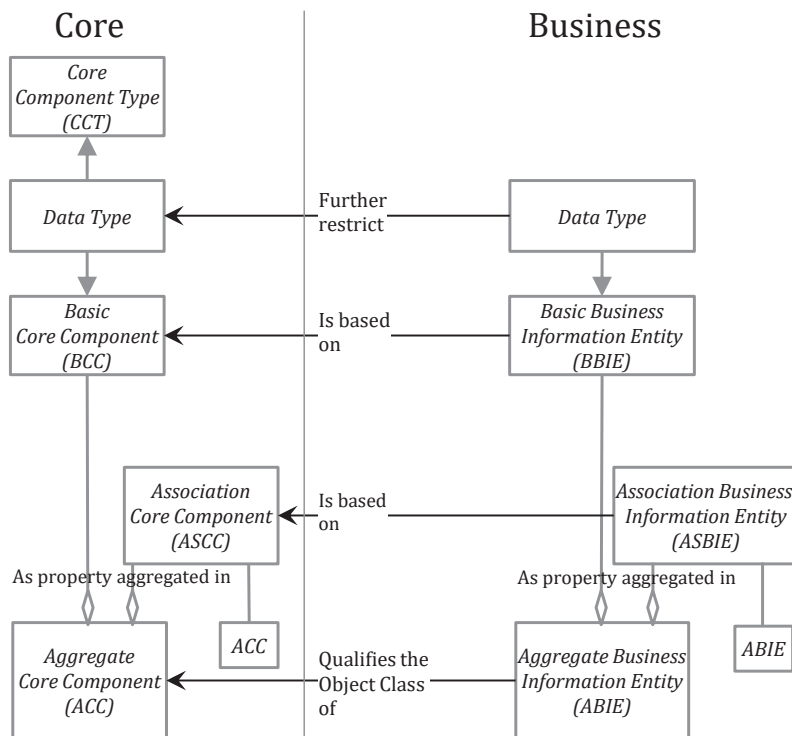 Core
Business
Core
Component Type
(CCT)
Data Type
Further
restrict
Data Type
Basic
Core Component
(BCC)
Is based
on
Basic Business
Information Entity
(BBIE)
Association
Core Component
(ASCC)
Is based
on
Association Business
Information Entity
(ASBIE)
As property aggregated in
As property aggregated in
Aggregate
Core Component
(ACC)
ACC
Qualifies the
Object Class
of
Aggregate Business
Information Entity
(ABIE)
ABIE